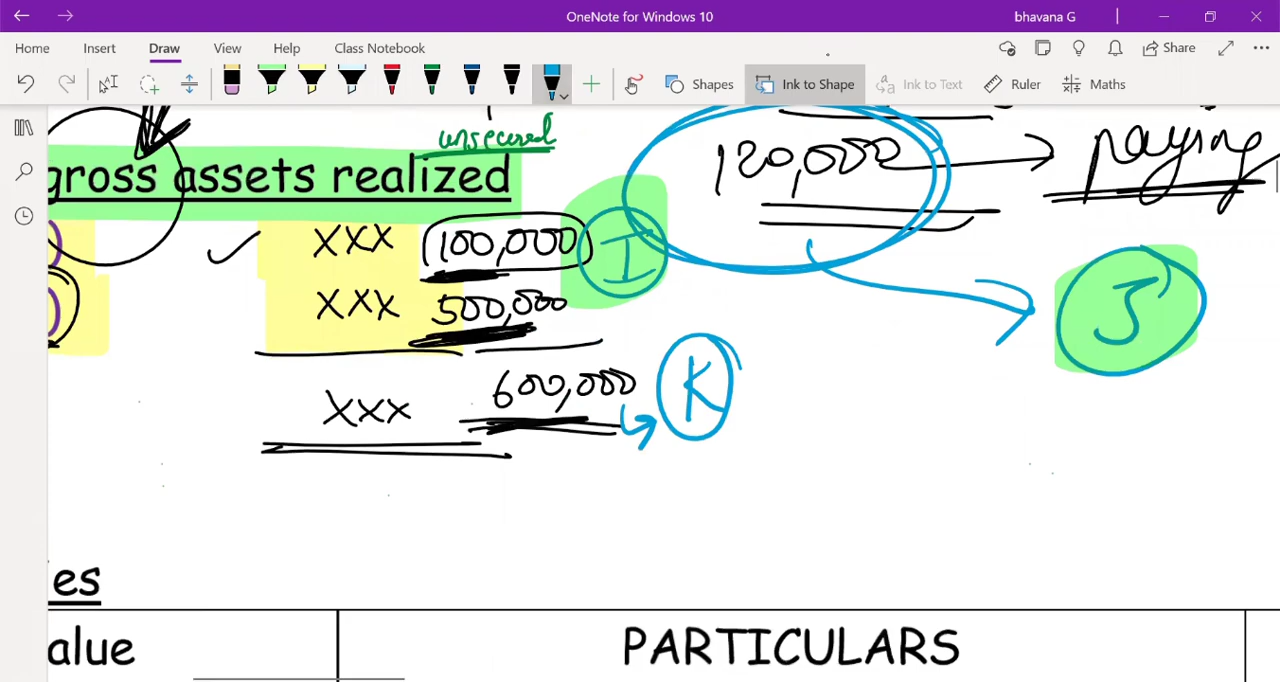 OneNote for Windows 10
bhavana G
Home Insert Draw View Help Class Notebook
Share
Shapes
Ink to Shape
Ink to Text
Ruler
Maths
unsecured
120,000 paying
gross assets realized
XXX 100,000 I
XXX 500,000
J
XXX 600,000 K
es
alue
PARTICULARS